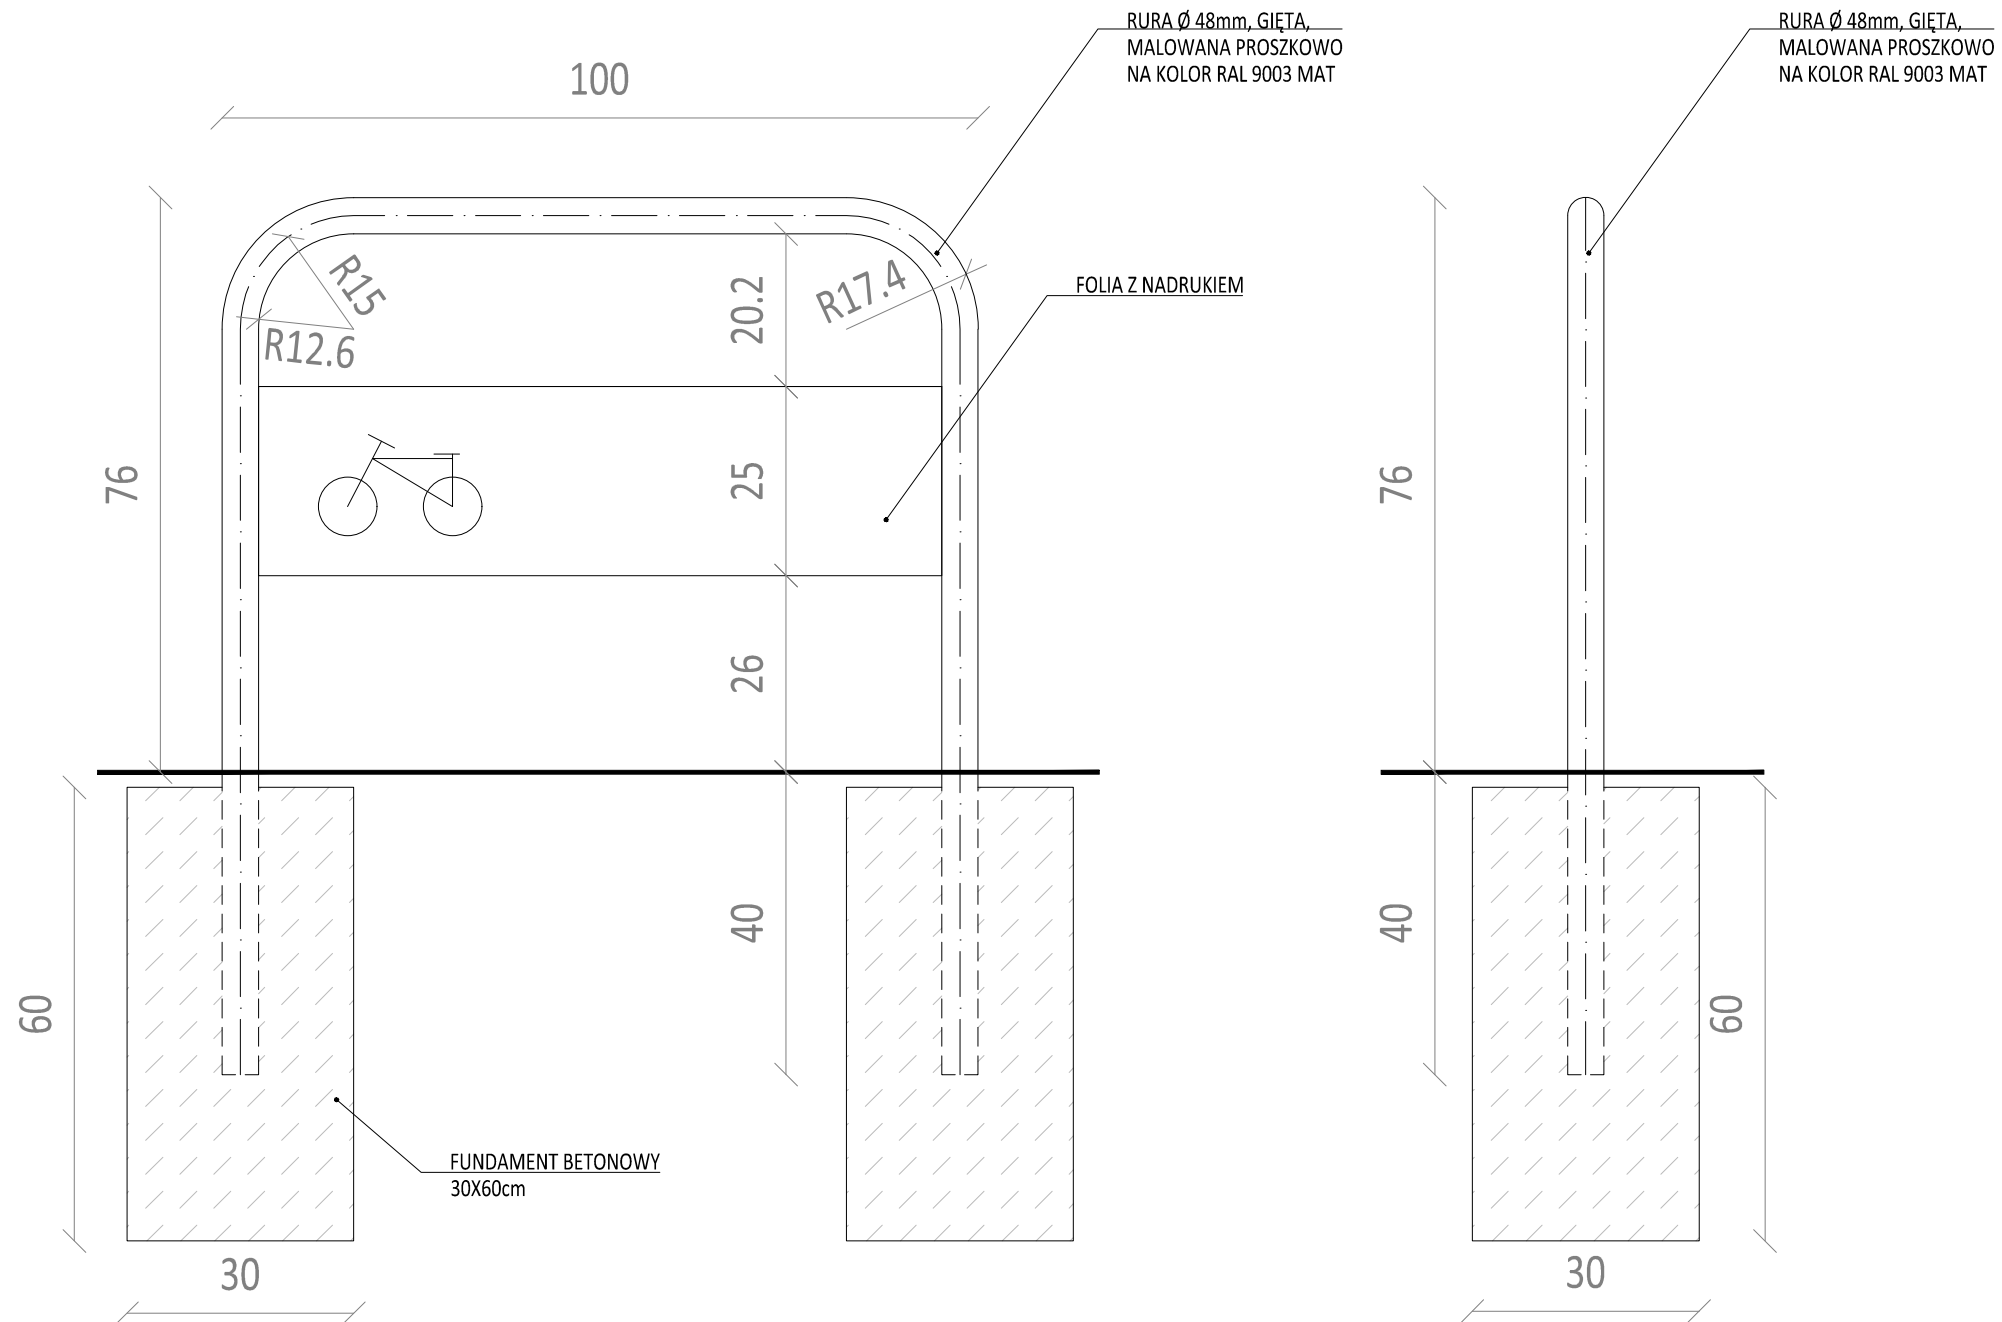 RURA Ø 48mm, GIĘTA,
MALOWANA PROSZKOWO
NA KOLOR RAL 9003 MAT
RURA Ø 48mm, GIĘTA,
MALOWANA PROSZKOWO
NA KOLOR RAL 9003 MAT
100
R15
R17.4
R12.6
20.2
FOLIA Z NADRUKIEM
76
25
76
26
40
40
60
60
FUNDAMENT BETONOWY
30X60cm
30
30